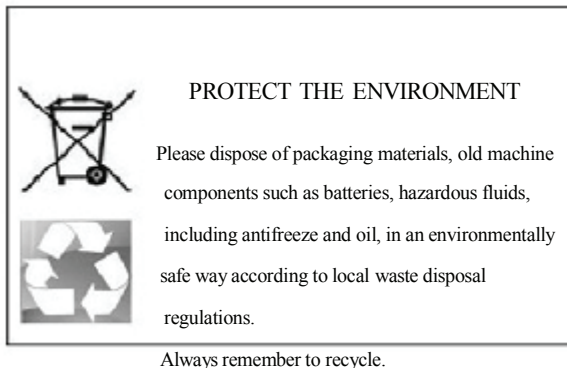 PROTECT THE ENVIRONMENT
Please dispose of packaging materials, old machine
components such as batteries, hazardous fluids,
including antifreeze and oil, in an environmentally
safe way according to local waste disposal
regulations.
Always remember to recycle.